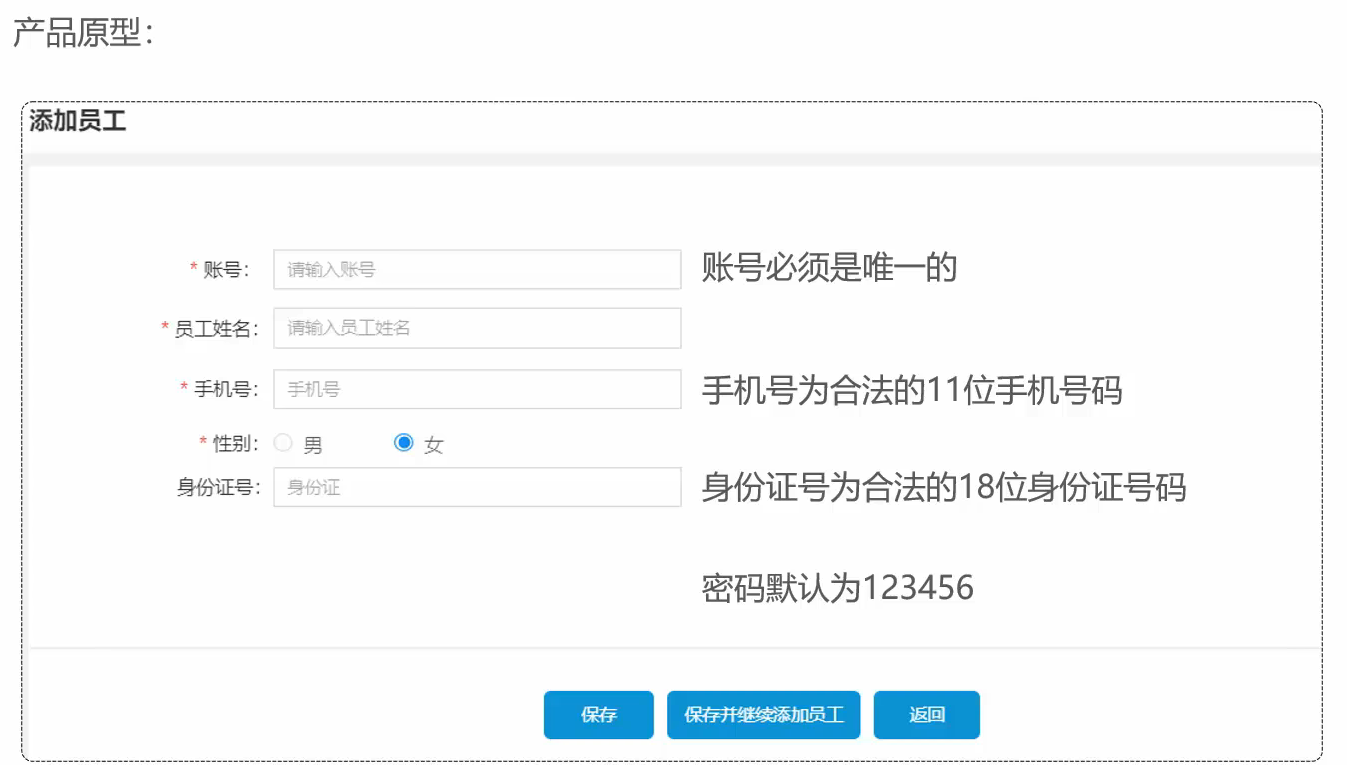 产品原型：
添加员工
* 账号： 请输入账号 账号必须是唯一的
* 员工姓名： 请输入员工姓名
* 手机号： 手机号 手机号为合法的11位手机号码
* 性别： 男 女
身份证号： 身份证 身份证号为合法的18位身份证号码
密码默认为123456
保存 保存并继续添加员工 返回